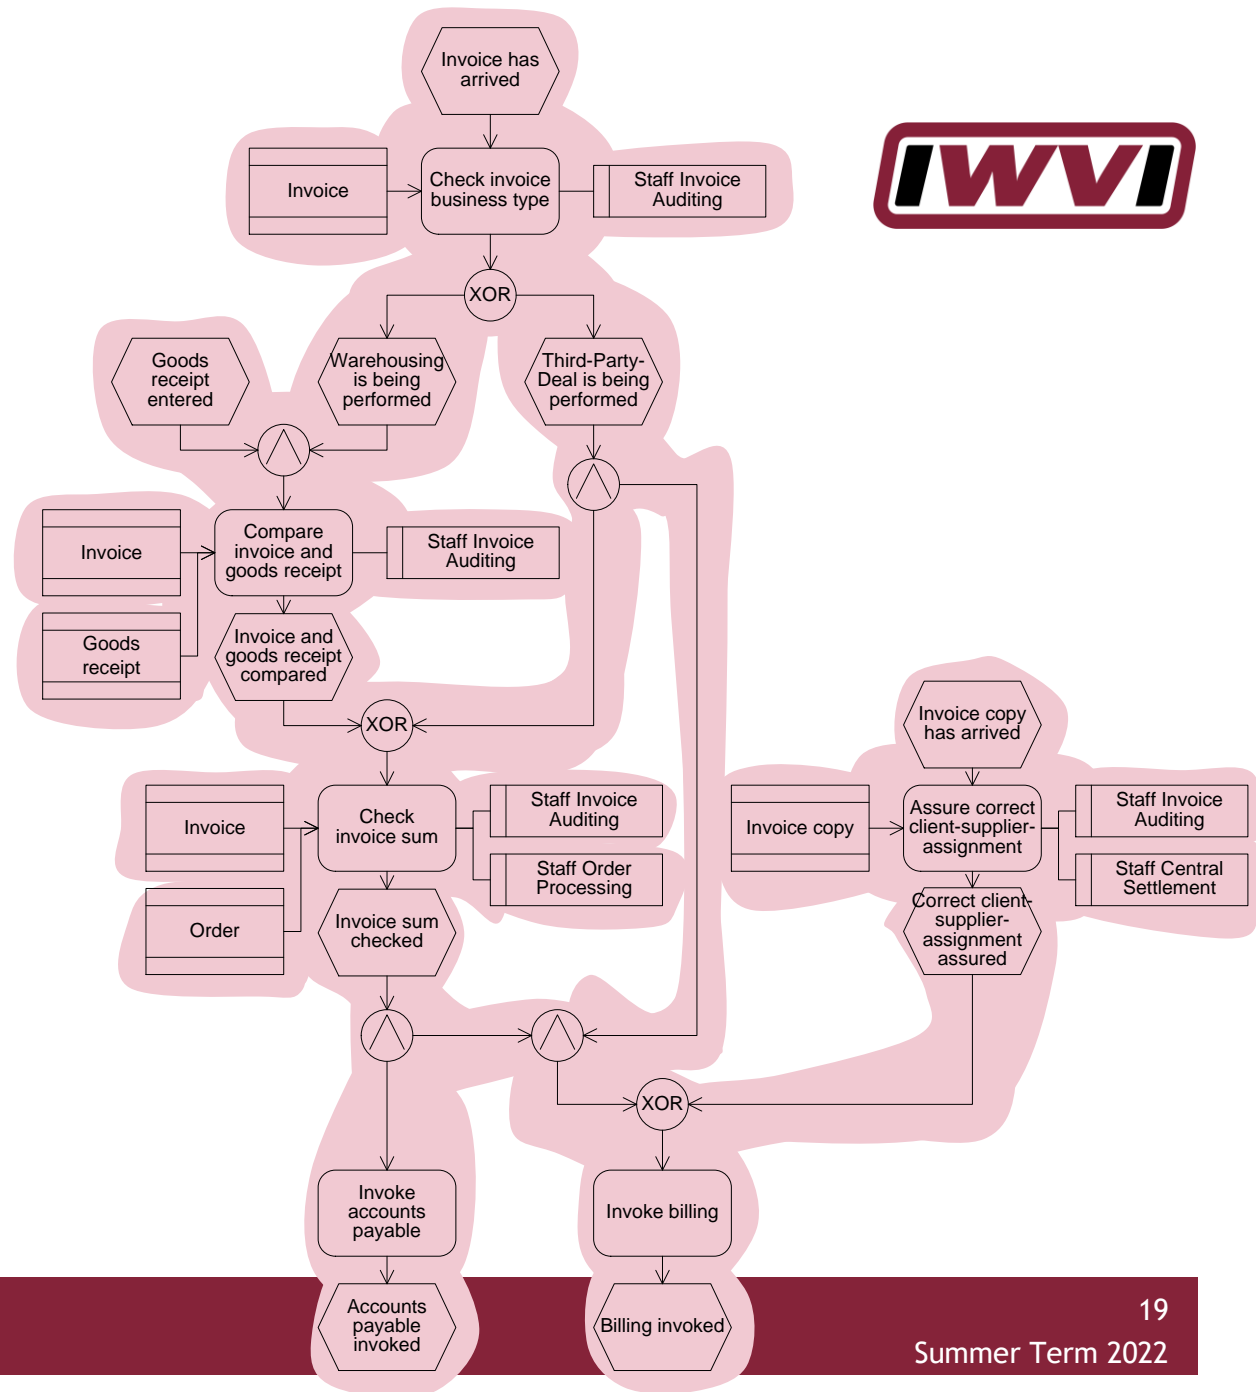 Invoice has
arrived
IWVI
Invoice
Check invoice
business type
Staff Invoice
Auditing
XOR
Goods
receipt
entered
Warehousing
is being
performed
Third-Party-
Deal is being
performed
Invoice
Compare
invoice and
goods receipt
Staff Invoice
Auditing
Goods
receipt
Invoice and
goods receipt
compared
XOR
Invoice copy
has arrived
Invoice
Check
invoice sum
Staff Invoice
Auditing
Staff Order
Processing
Invoice copy
Assure correct
client-supplier-
assignment
Staff Invoice
Auditing
Staff Central
Settlement
Order
Invoice sum
checked
Correct client-
supplier-
assignment
assured
XOR
Invoke
accounts
payable
Invoke billing
Accounts
payable
invoked
Billing invoked
19
Summer Term 2022